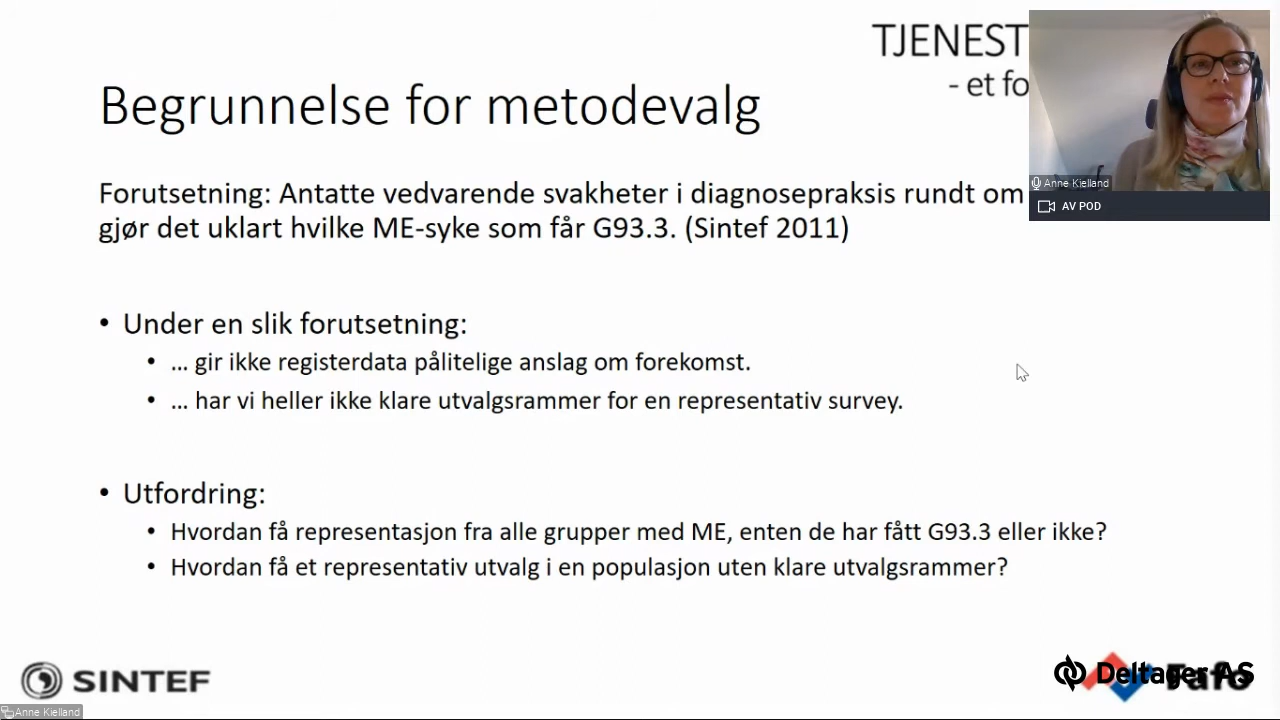 TJENEST
- et fo
Begrunnelse for metodevalg
Forutsetning: Antatte vedvarende svakheter i diagnosepraksis rundt om
gjør det uklart hvilke ME-syke som får G93.3. (Sintef 2011)
• Under en slik forutsetning:
• … gir ikke registerdata pålitelige anslag om forekomst.
• … har vi heller ikke klare utvalgsrammer for en representativ survey.
• Utfordring:
• Hvordan få representasjon fra alle grupper med ME, enten de har fått G93.3 eller ikke?
• Hvordan få et representativ utvalg i en populasjon uten klare utvalgsrammer?
Anne Kielland
AV POD
SINTEF
Deltager AS
Fafo
Anne Kielland